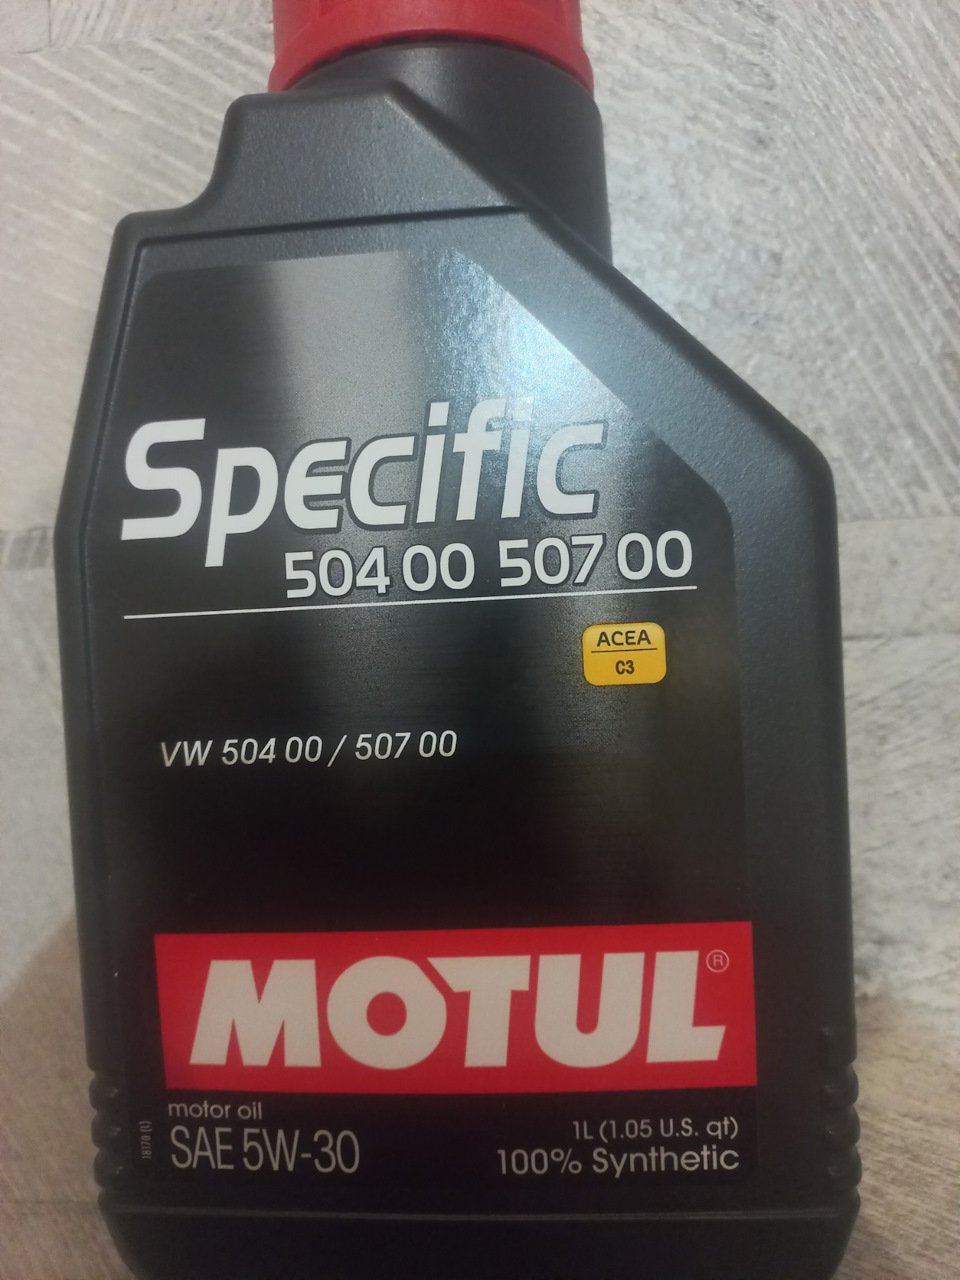 Specific
504 00 507 00
ACEA
C3
VW 504 00 / 507 00
MOTUL®
motor oil
SAE 5W-30
1L (1.05 U.S. qt)
100% Synthetic
18170 (L)